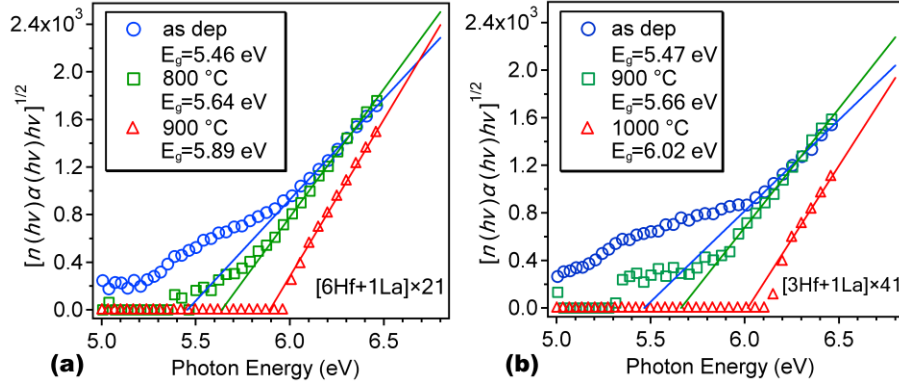 2.4x10³
2.0
1.6
1.2
0.8
0.4
0.0
[n(hν)α(hν)hν]^1/2
as dep
E_g=5.46 eV
800 °C
E_g=5.64 eV
900 °C
E_g=5.89 eV
[6Hf+1La]×21
5.0 5.5 6.0 6.5
(a) Photon Energy (eV)
2.4x10³
2.0
1.6
1.2
0.8
0.4
0.0
[n(hν)α(hν)hν]^1/2
as dep
E_g=5.47 eV
900 °C
E_g=5.66 eV
1000 °C
E_g=6.02 eV
[3Hf+1La]×41
5.0 5.5 6.0 6.5
(b) Photon Energy (eV)